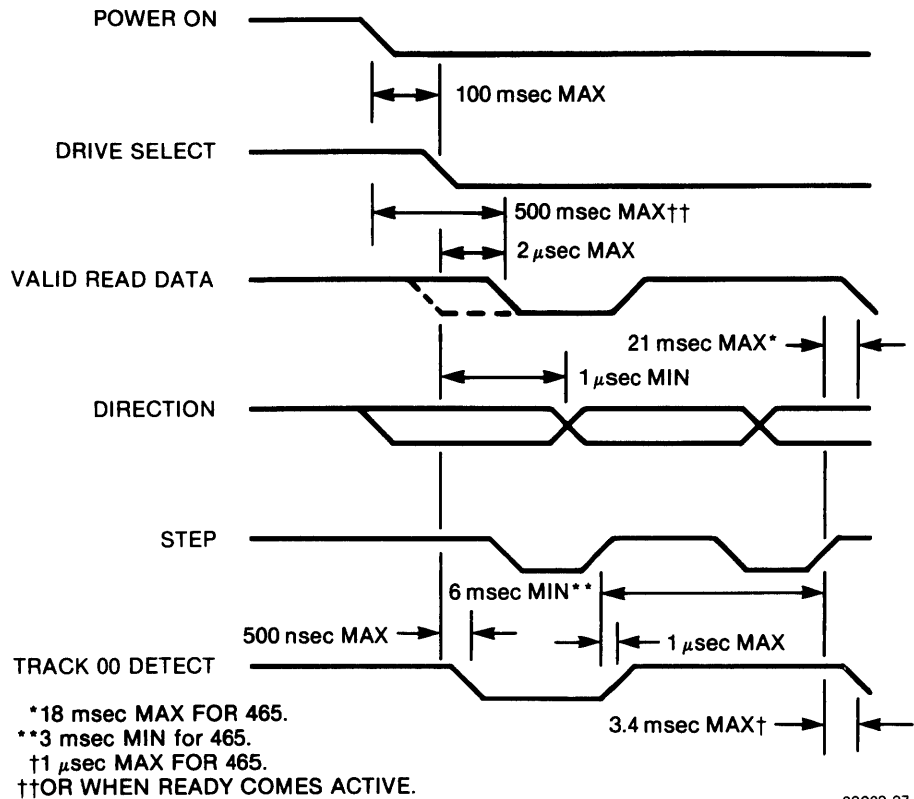 POWER ON
100 msec MAX
DRIVE SELECT
500 msec MAX††
2 µsec MAX
VALID READ DATA
21 msec MAX*
1 µsec MIN
DIRECTION
STEP
6 msec MIN**
500 nsec MAX
1 µsec MAX
TRACK 00 DETECT
3.4 msec MAX†
*18 msec MAX FOR 465.
**3 msec MIN for 465.
†1 µsec MAX FOR 465.
††OR WHEN READY COMES ACTIVE.